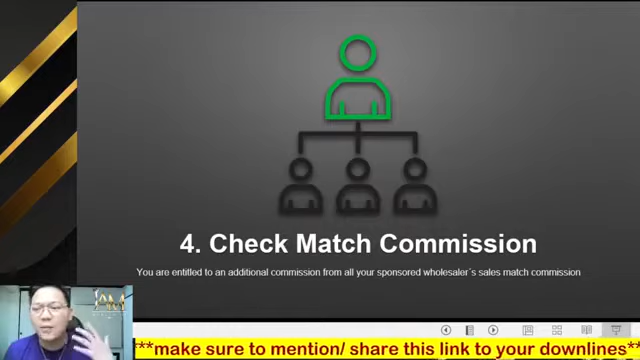 4. Check Match Commission
You are entitled to an additional commission from all your sponsored wholesaler´s sales match commission
***make sure to mention/ share this link to your downlines**